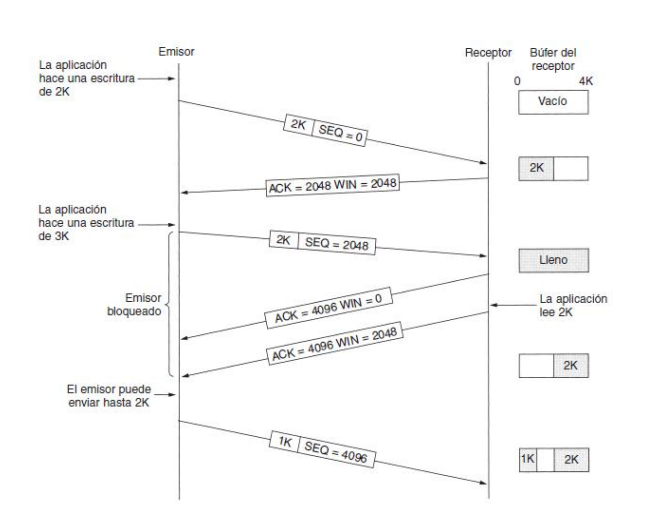 Emisor
Receptor
Búfer del
receptor
0 4K
La aplicación
hace una escritura
de 2K
Vacío
2K SEQ = 0
2K
ACK = 2048 WIN = 2048
La aplicación
hace una escritura
de 3K
2K SEQ = 2048
Lleno
Emisor
bloqueado
ACK = 4096 WIN = 0
La aplicación
lee 2K
ACK = 4096 WIN = 2048
2K
El emisor puede
enviar hasta 2K
1K SEQ = 4096
1K 2K